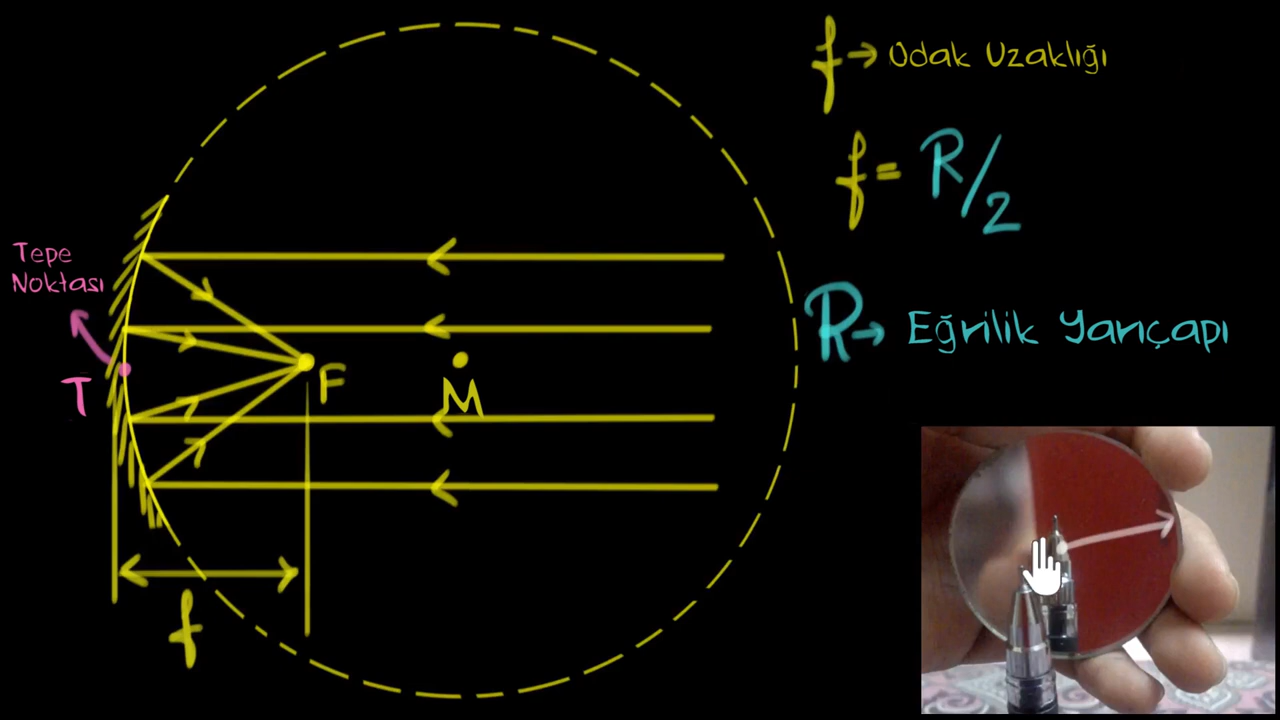 f → Odak Uzaklığı
f = R/2
R → Eğrilik Yarıçapı
Tepe
Noktası
T
F
M
f